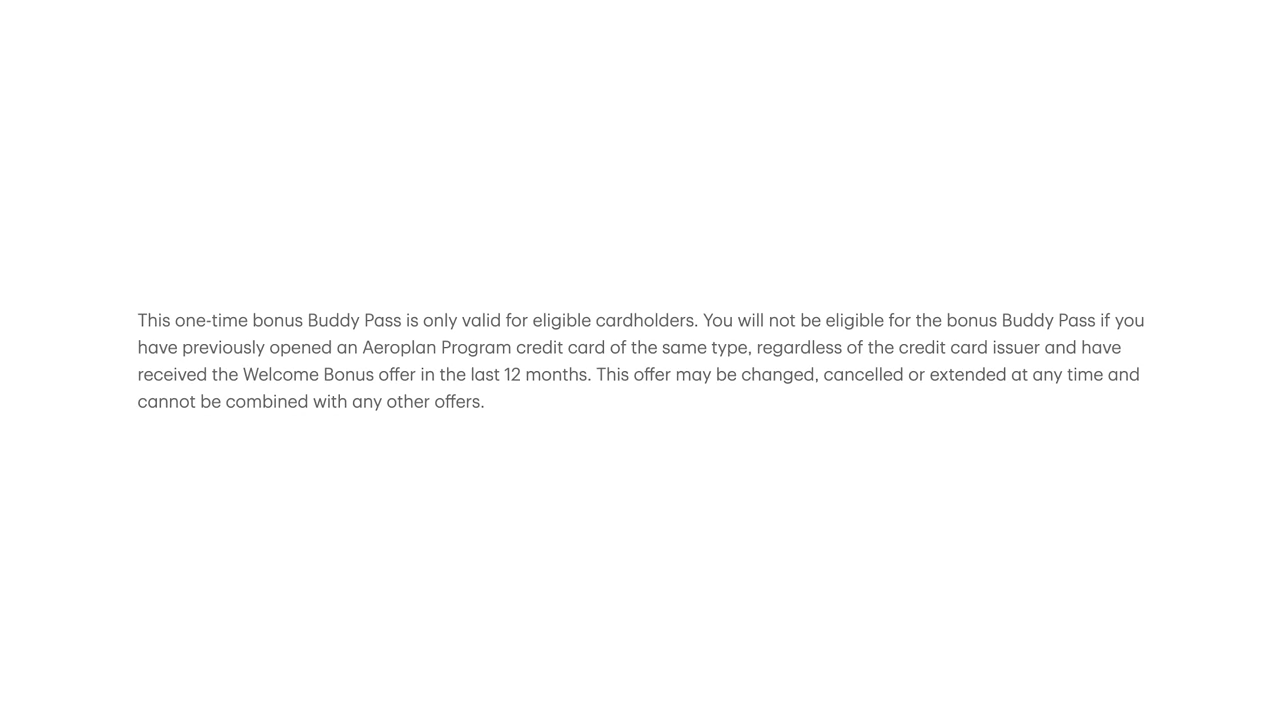 This one-time bonus Buddy Pass is only valid for eligible cardholders. You will not be eligible for the bonus Buddy Pass if you
have previously opened an Aeroplan Program credit card of the same type, regardless of the credit card issuer and have
received the Welcome Bonus offer in the last 12 months. This offer may be changed, cancelled or extended at any time and
cannot be combined with any other offers.